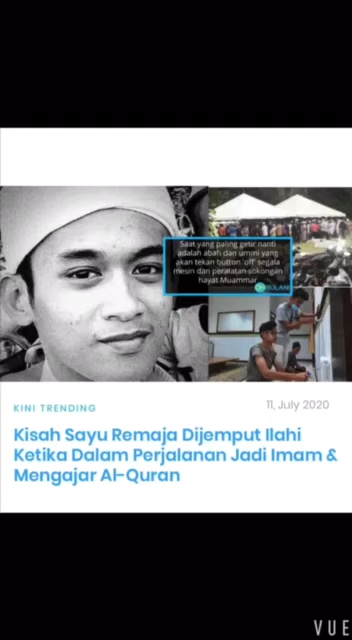 Saat yang paling getir nanti
adalah abah dan ummi yang
akan tekan button 'off' segala
mesin dan peralatan sokongan
hayat Muammar
KINI TRENDING
11, July 2020
Kisah Sayu Remaja Dijemput Ilahi
Ketika Dalam Perjalanan Jadi Imam &
Mengajar Al-Quran
VUE